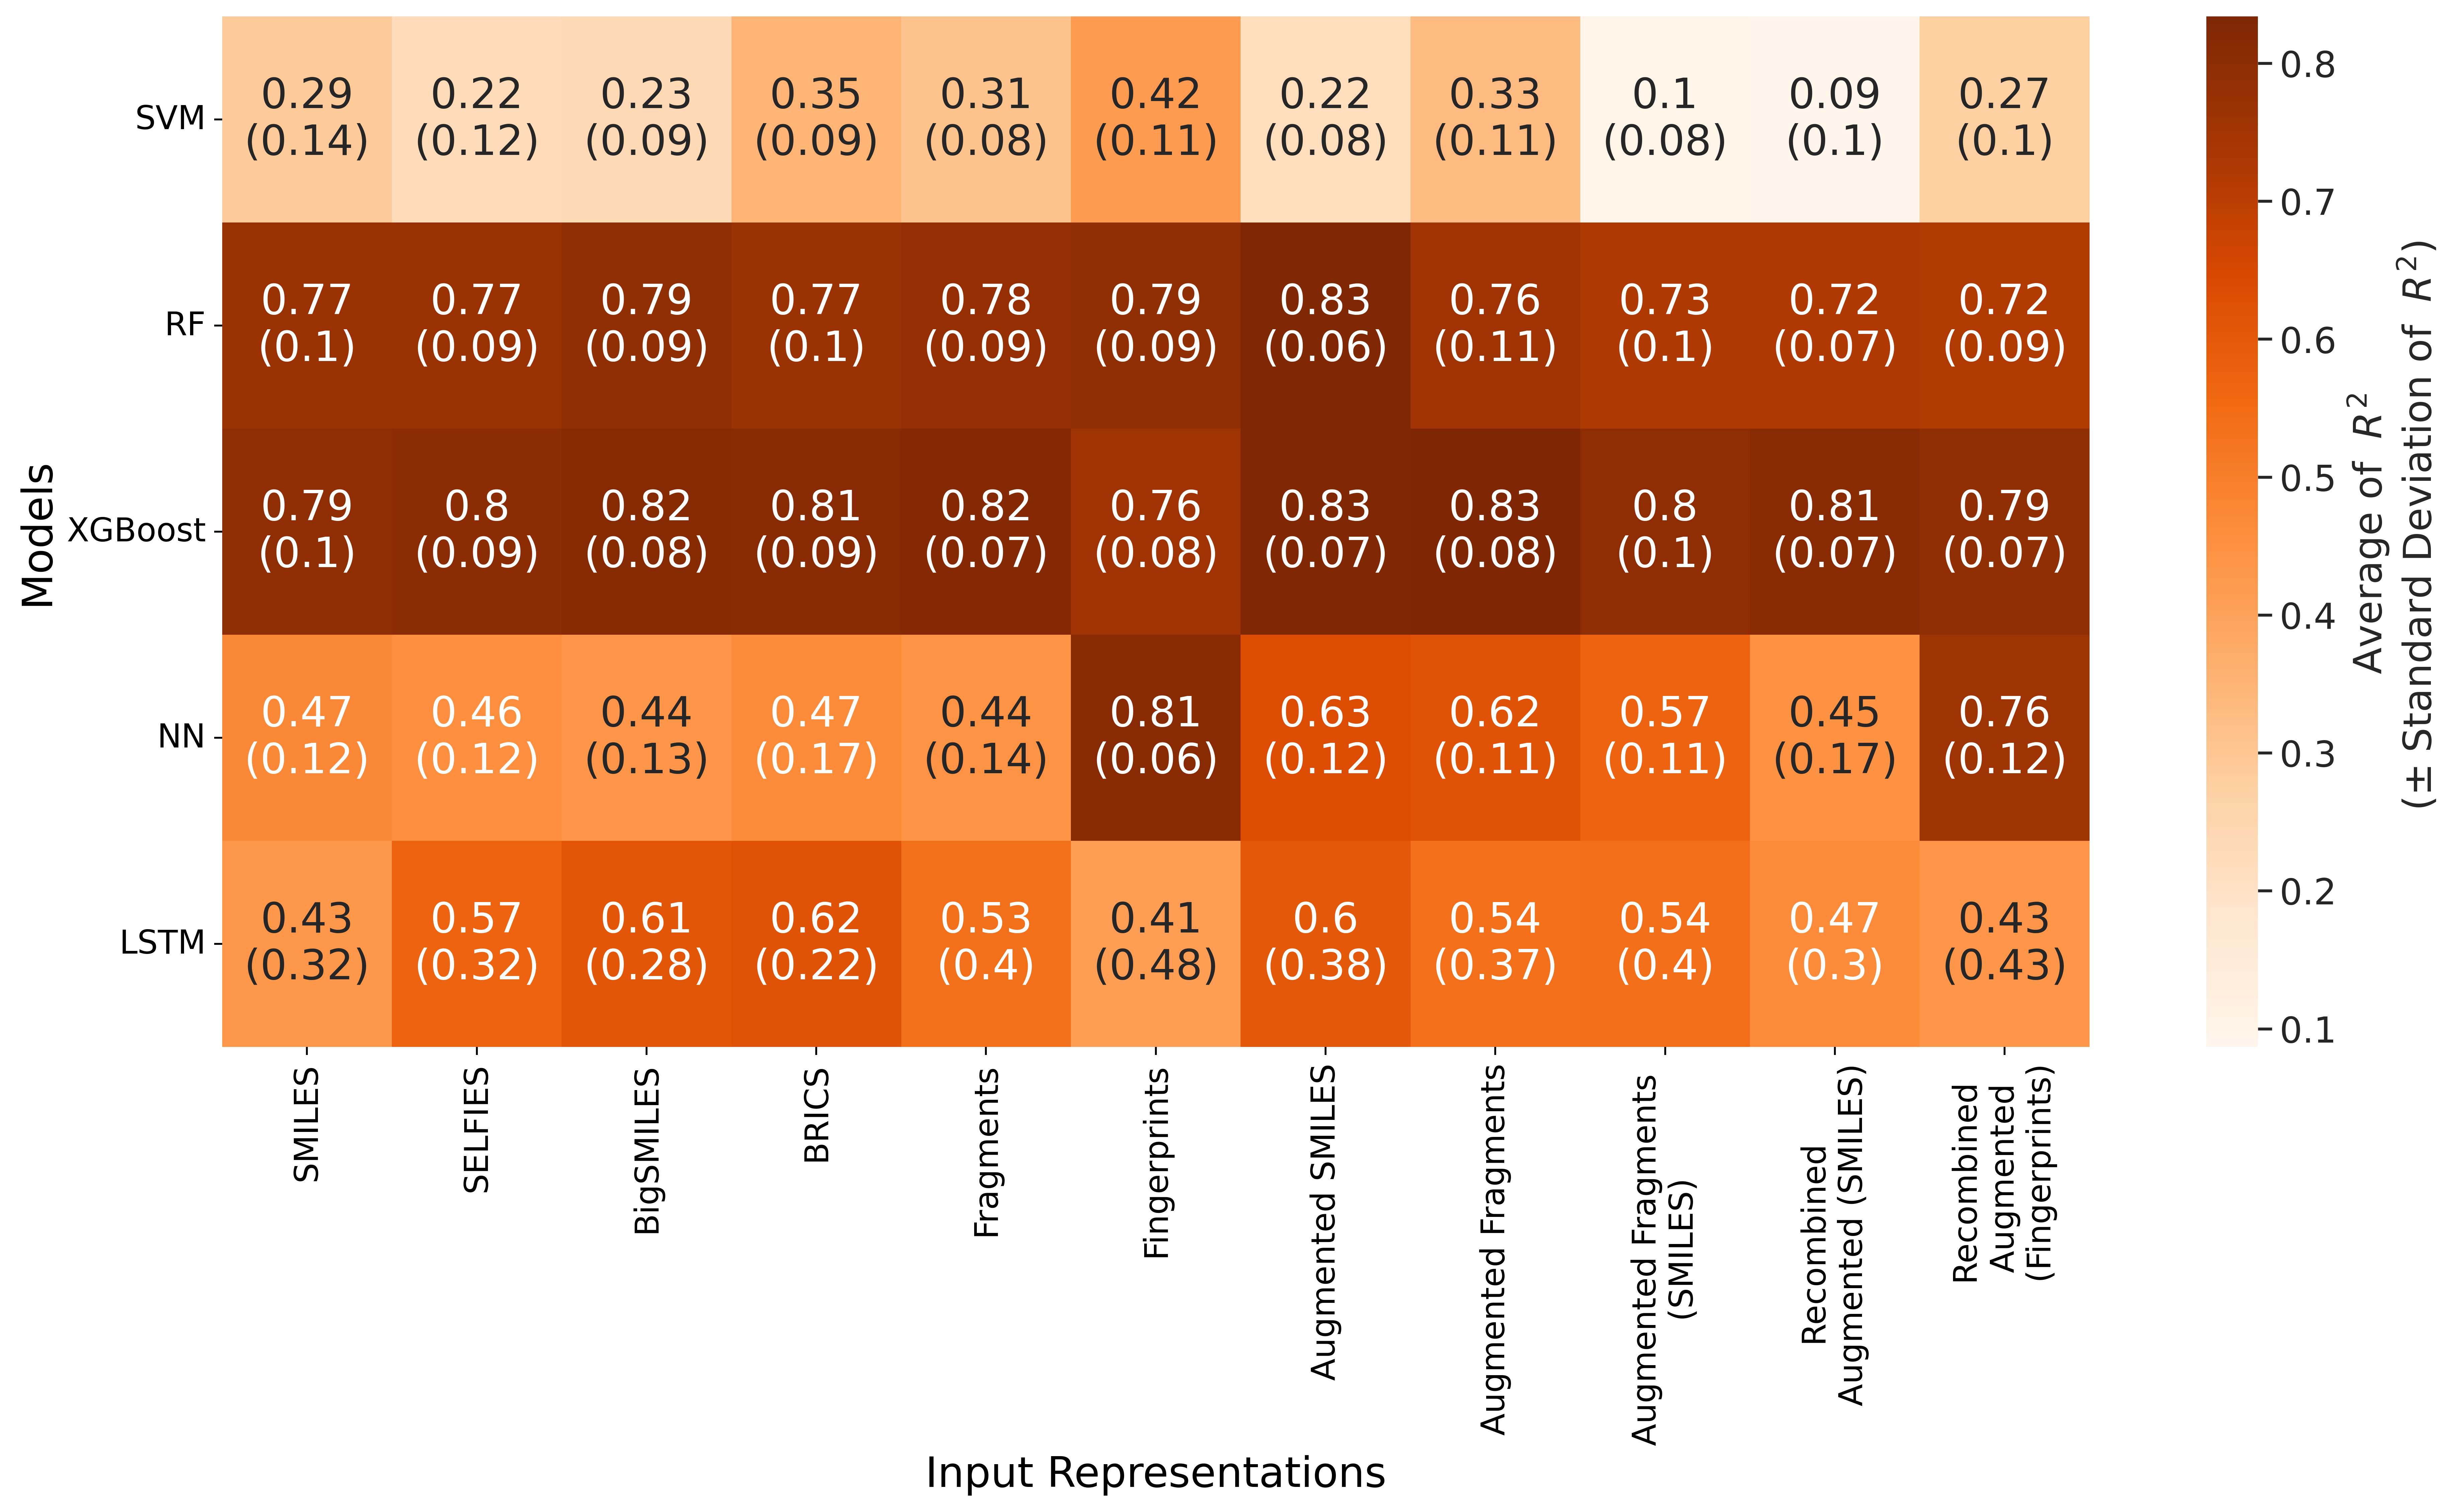 0.29 0.22 0.23 0.35 0.31 0.42 0.22 0.33 0.1 0.09 0.27
SVM
(0.14) (0.12) (0.09) (0.09) (0.08) (0.11) (0.08) (0.11) (0.08) (0.1) (0.1)
0.77 0.77 0.79 0.77 0.78 0.79 0.83 0.76 0.73 0.72 0.72
RF
(0.1) (0.09) (0.09) (0.1) (0.09) (0.09) (0.06) (0.11) (0.1) (0.07) (0.09)
0.79 0.8 0.82 0.81 0.82 0.76 0.83 0.83 0.8 0.81 0.79
XGBoost
(0.1) (0.09) (0.08) (0.09) (0.07) (0.08) (0.07) (0.08) (0.1) (0.07) (0.07)
0.47 0.46 0.44 0.47 0.44 0.81 0.63 0.62 0.57 0.45 0.76
NN
(0.12) (0.12) (0.13) (0.17) (0.14) (0.06) (0.12) (0.11) (0.11) (0.17) (0.12)
0.43 0.57 0.61 0.62 0.53 0.41 0.6 0.54 0.54 0.47 0.43
LSTM
(0.32) (0.32) (0.28) (0.22) (0.4) (0.48) (0.38) (0.37) (0.4) (0.3) (0.43)
Models
SMILES
SELFIES
BigSMILES
BRICS
Fragments
Fingerprints
Augmented SMILES
Augmented Fragments
Augmented Fragments
(SMILES)
Recombined
Augmented (SMILES)
Recombined
Augmented
(Fingerprints)
Input Representations
0.8
0.7
0.6
0.5
0.4
0.3
0.2
0.1
Average of R²
(± Standard Deviation of R²)